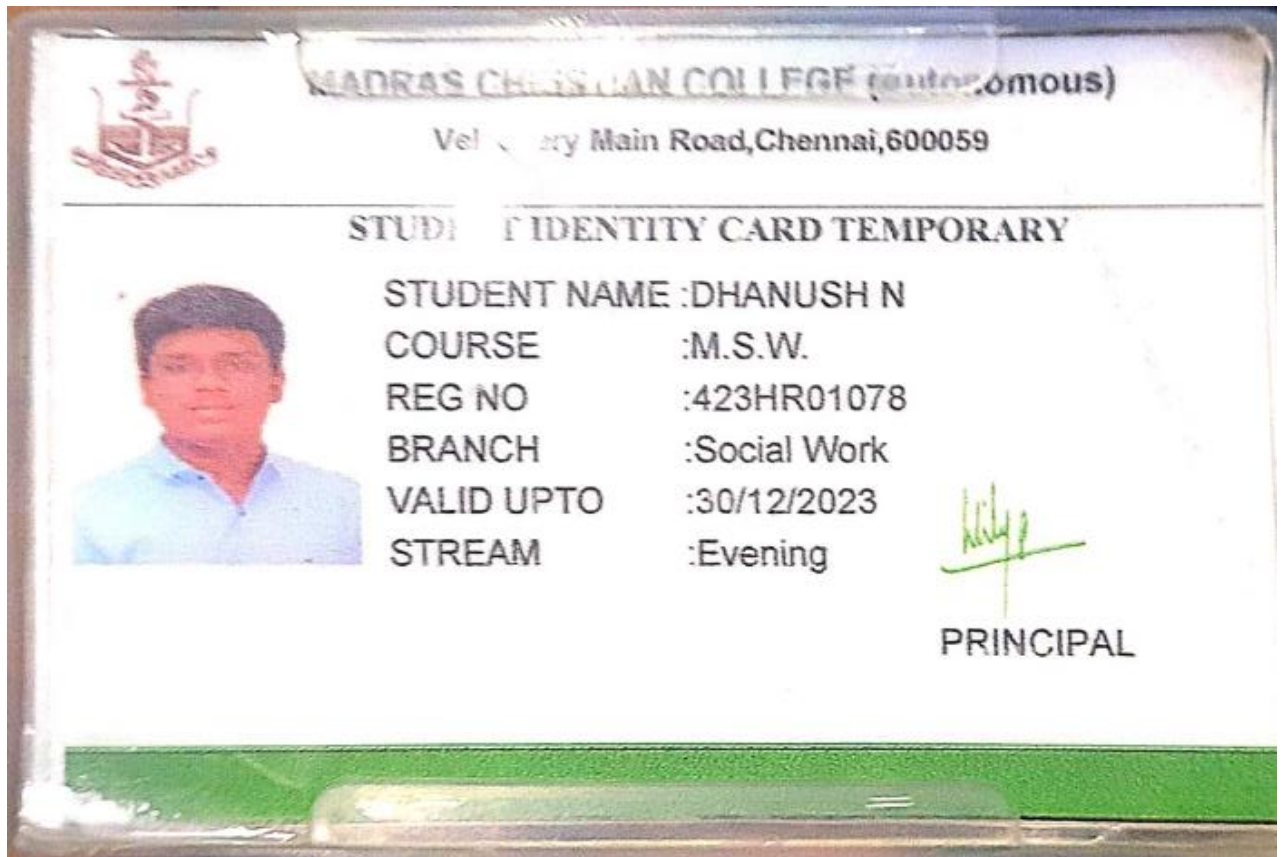 MADRAS CHRISTIAN COLLEGE (autonomous)
Main Road,Chennai,600059
STUDENT IDENTITY CARD TEMPORARY
STUDENT NAME :DHANUSH N
COURSE :M.S.W.
REG NO :423HR01078
BRANCH :Social Work
VALID UPTO :30/12/2023
STREAM :Evening
PRINCIPAL